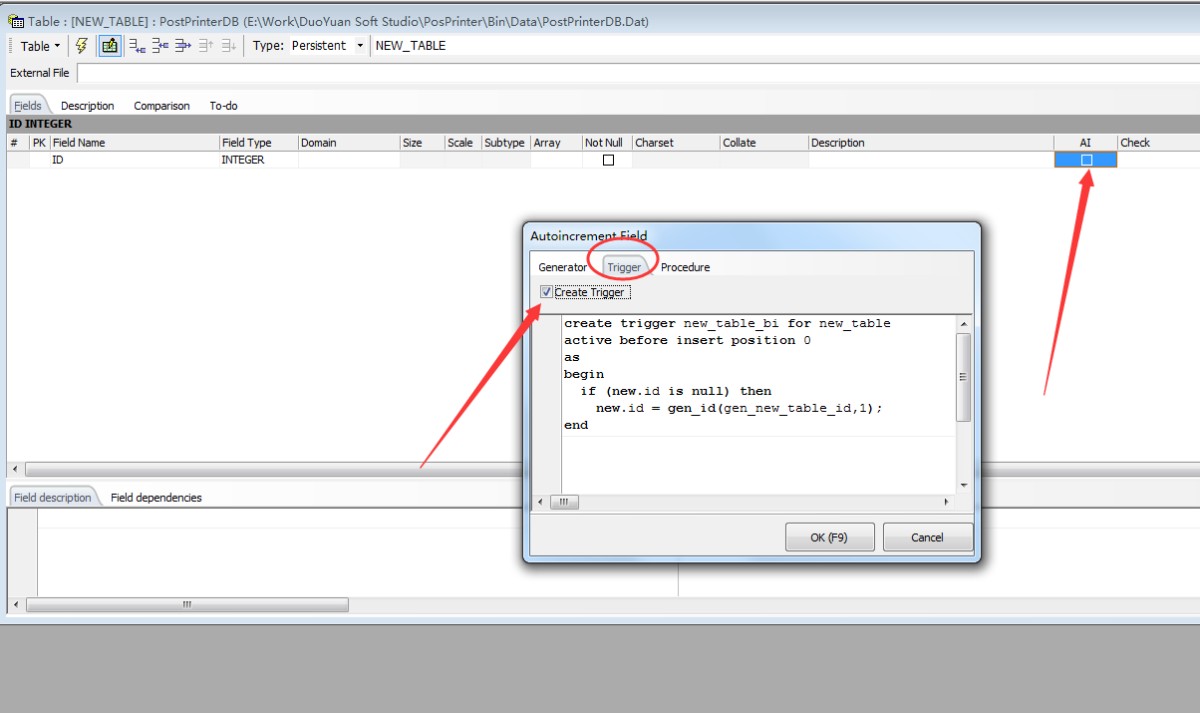 Table : [NEW_TABLE] : PostPrinterDB (E:\Work\DuoYuan Soft Studio\PosPrinter\Bin\Data\PostPrinterDB.Dat)
Table Type: Persistent NEW_TABLE
External File
Fields Description Comparison To-do
ID INTEGER
# PK Field Name Field Type Domain Size Scale Subtype Array Not Null Charset Collate Description AI Check
ID INTEGER
Autoincrement Field
Generator Trigger Procedure
Create Trigger
create trigger new_table_bi for new_table
active before insert position 0
as
begin
if (new.id is null) then
new.id = gen_id(gen_new_table_id,1);
end
OK (F9) Cancel
Field description Field dependencies